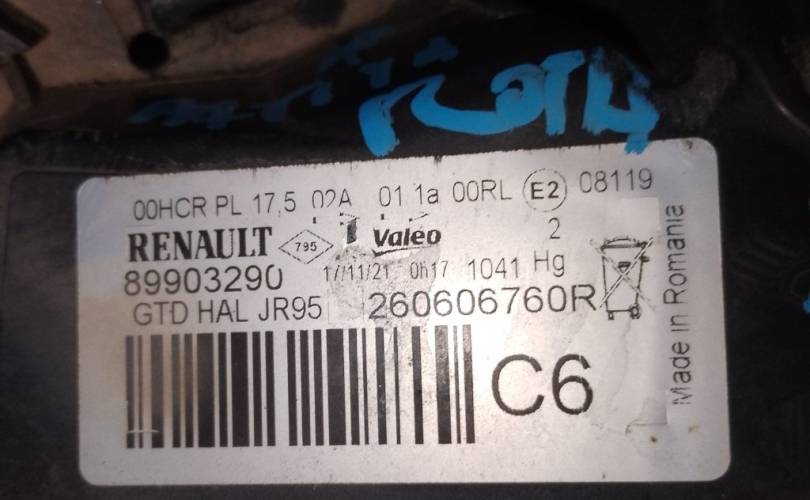 00HCR PL 17,5 02A 01 1a 00RL E2 08119
RENAULT 795 Valeo 2
89903290 17/11/21 0h17 1041 Hg
GTD HAL JR95 260606760R
C6
Made in Romania